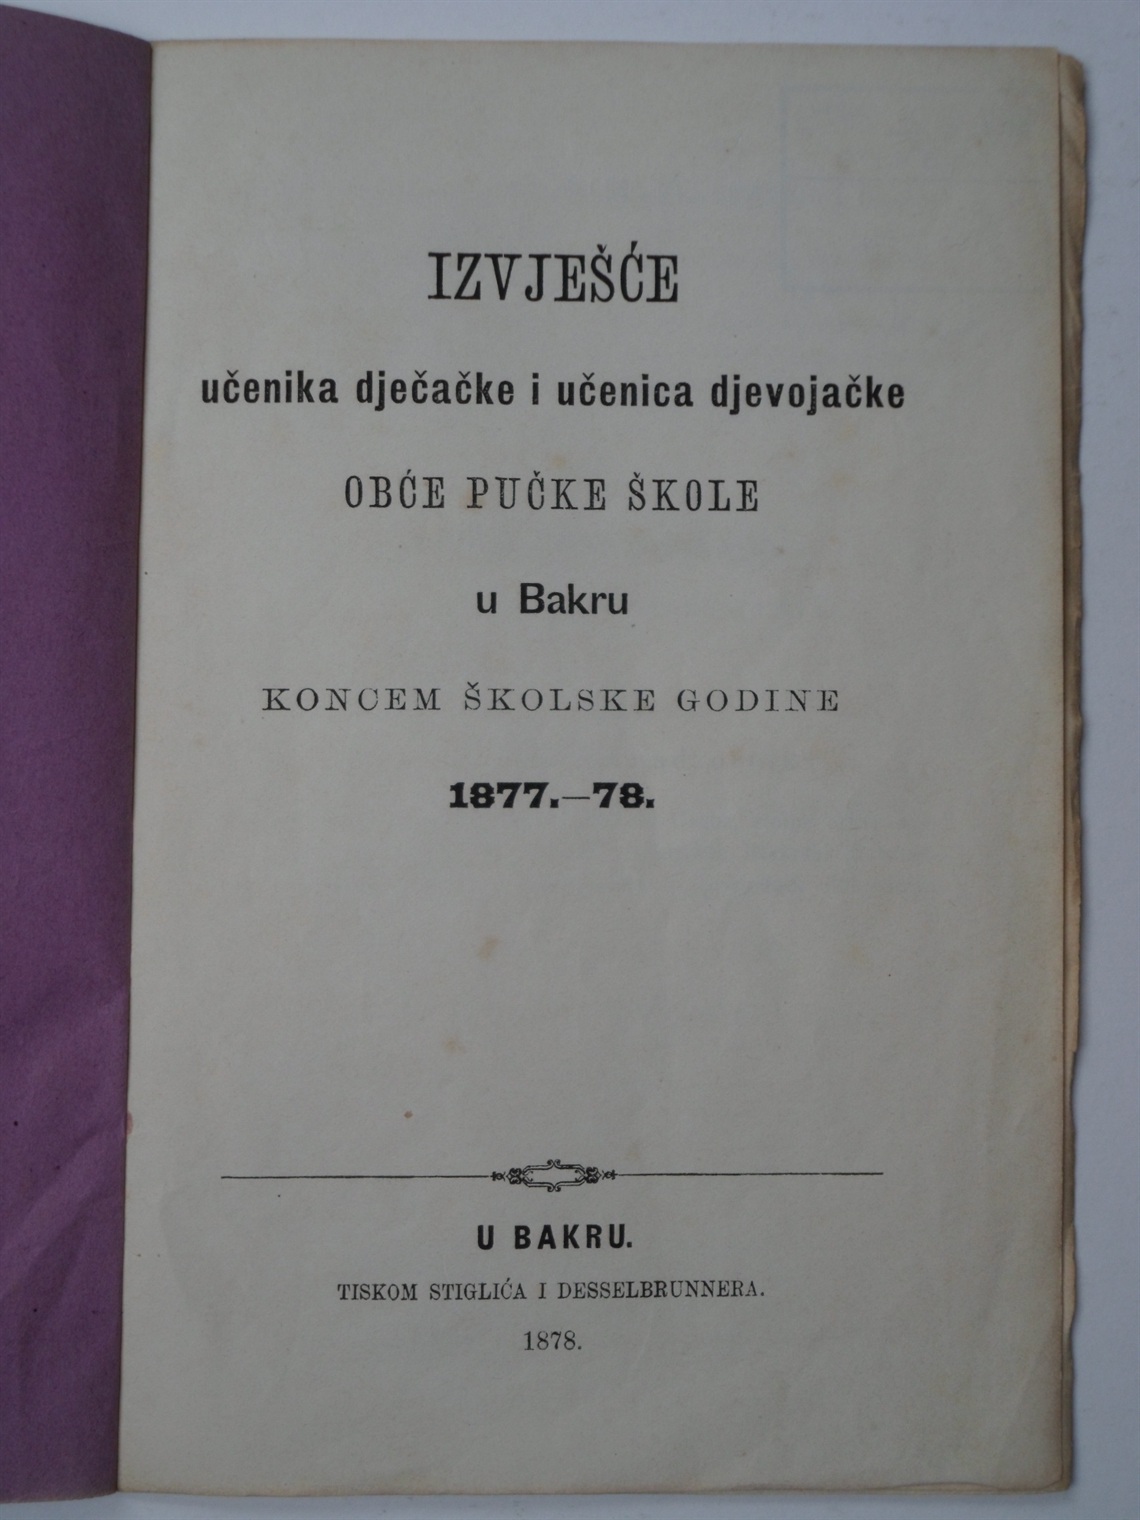 IZVJEŠĆE
učenika dječačke i učenica djevojačke
OBĆE PUČKE ŠKOLE
u Bakru
KONCEM ŠKOLSKE GODINE
1877.—78.
U BAKRU.
TISKOM STIGLIĆA I DESSELBRUNNERA.
1878.